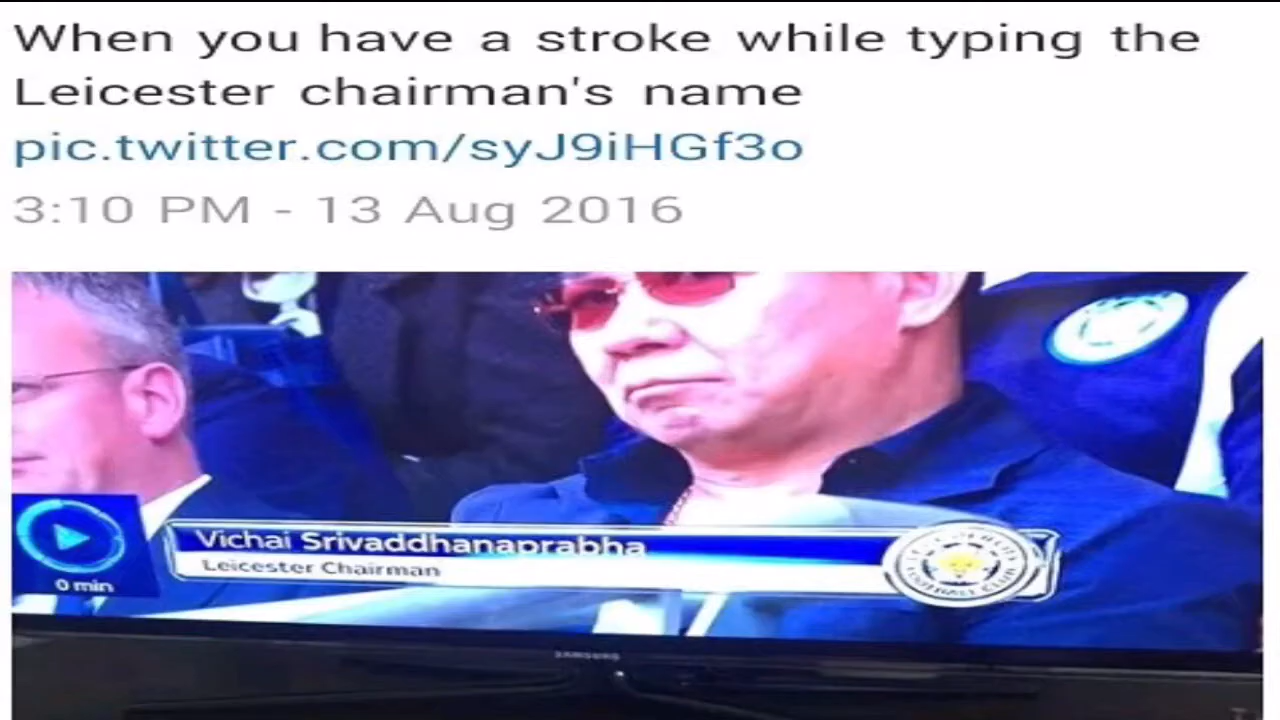 When you have a stroke while typing the
Leicester chairman's name
pic.twitter.com/syJ9iHGf3o
3:10 PM - 13 Aug 2016
Vichai Srivaddhanaprabha
Leicester Chairman
0 min
SAMSUNG